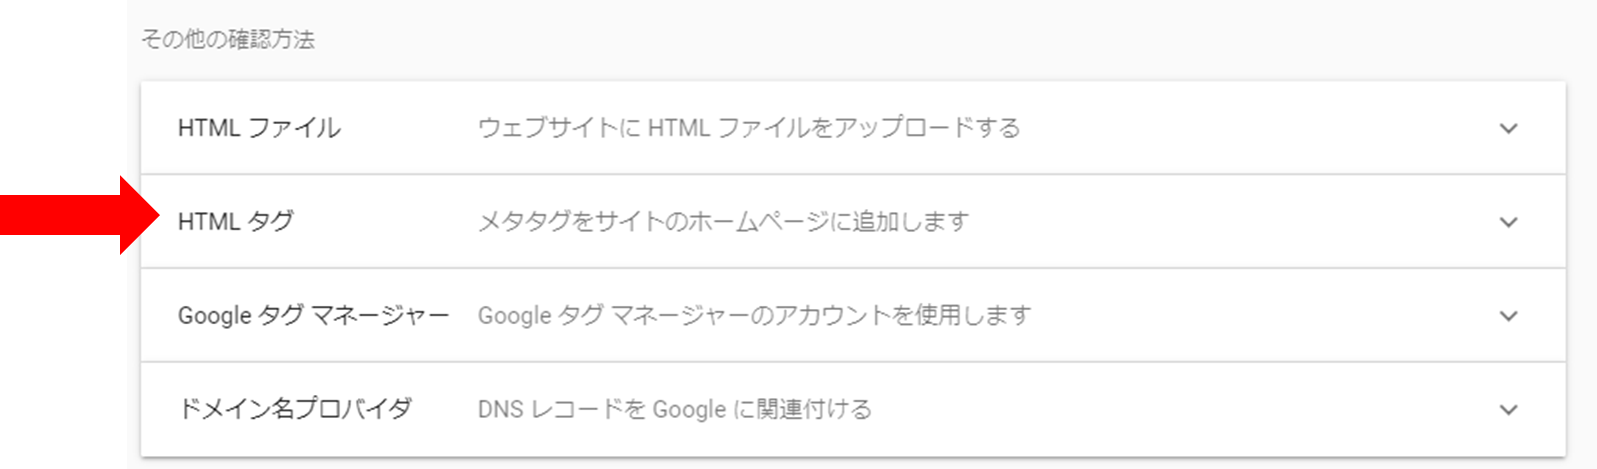 その他の確認方法
HTML ファイル ウェブサイトに HTML ファイルをアップロードする
HTML タグ メタタグをサイトのホームページに追加します
Google タグ マネージャー Google タグ マネージャーのアカウントを使用します
ドメイン名プロバイダ DNS レコードを Google に関連付ける